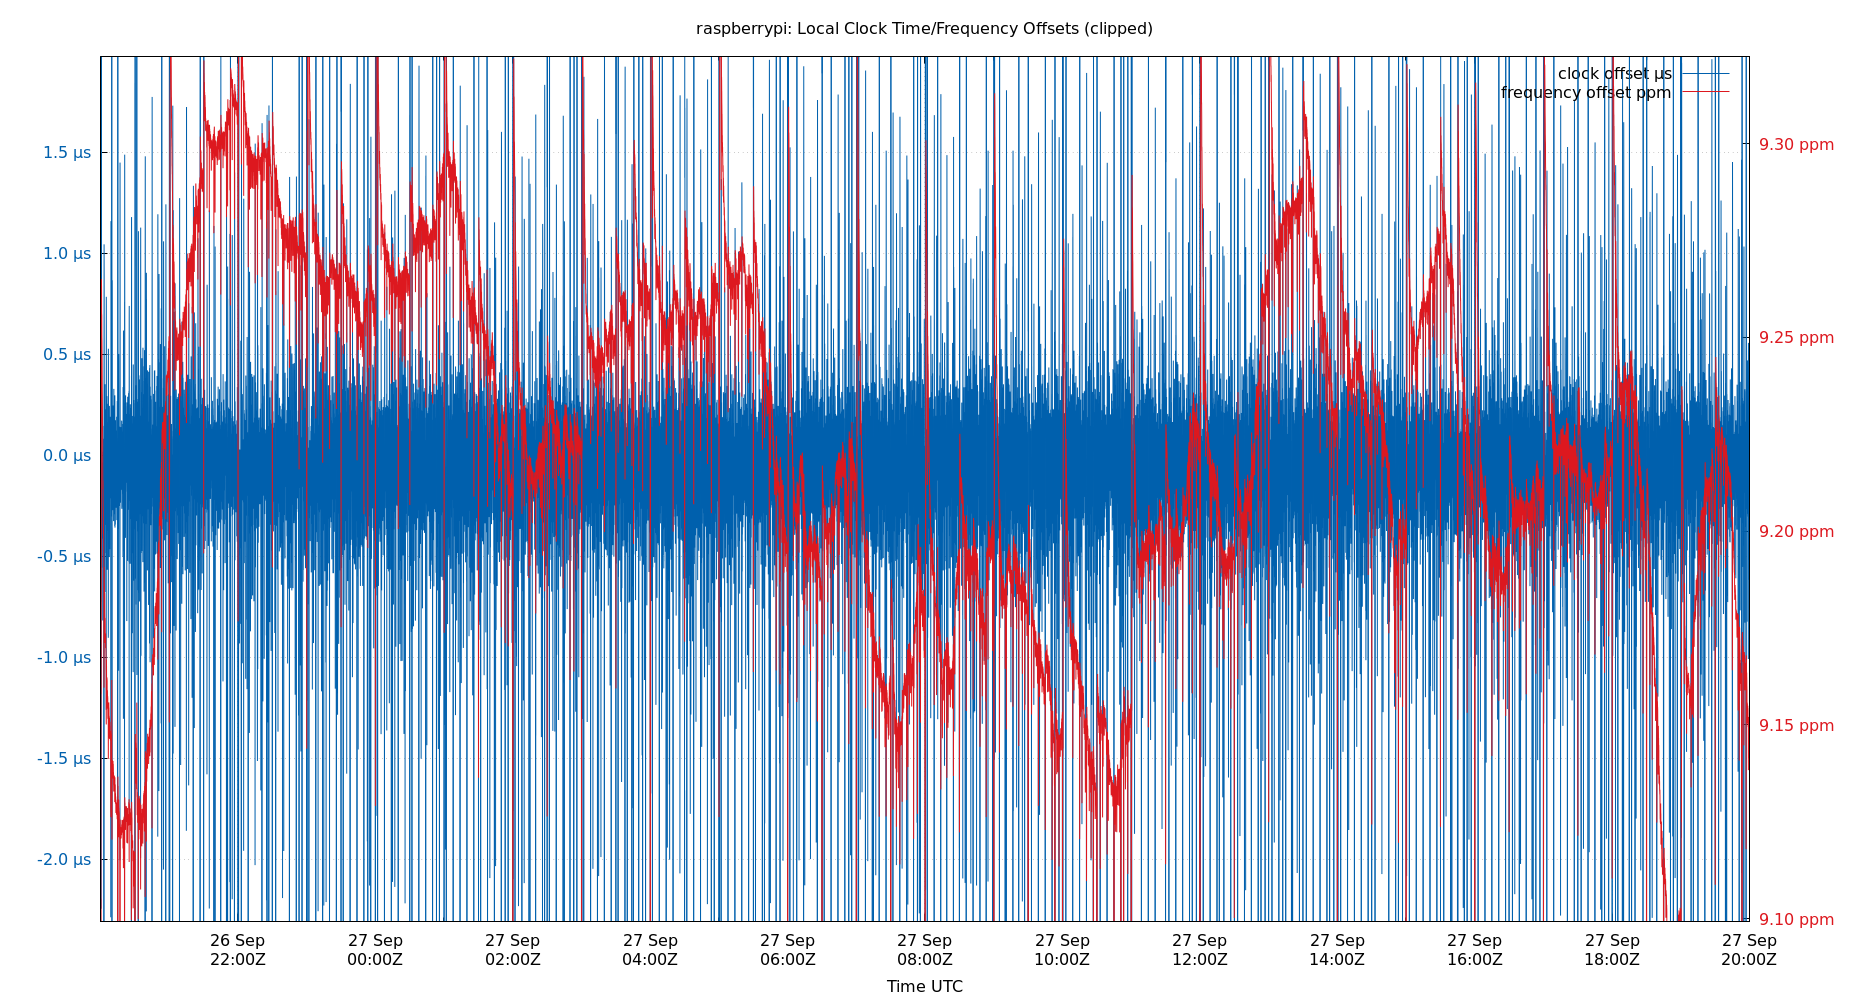 raspberrypi: Local Clock Time/Frequency Offsets (clipped)
clock offset µs
frequency offset ppm
1.5 µs
1.0 µs
0.5 µs
0.0 µs
-0.5 µs
-1.0 µs
-1.5 µs
-2.0 µs
9.30 ppm
9.25 ppm
9.20 ppm
9.15 ppm
9.10 ppm
26 Sep
22:00Z
27 Sep
00:00Z
27 Sep
02:00Z
27 Sep
04:00Z
27 Sep
06:00Z
27 Sep
08:00Z
27 Sep
10:00Z
27 Sep
12:00Z
27 Sep
14:00Z
27 Sep
16:00Z
27 Sep
18:00Z
27 Sep
20:00Z
Time UTC